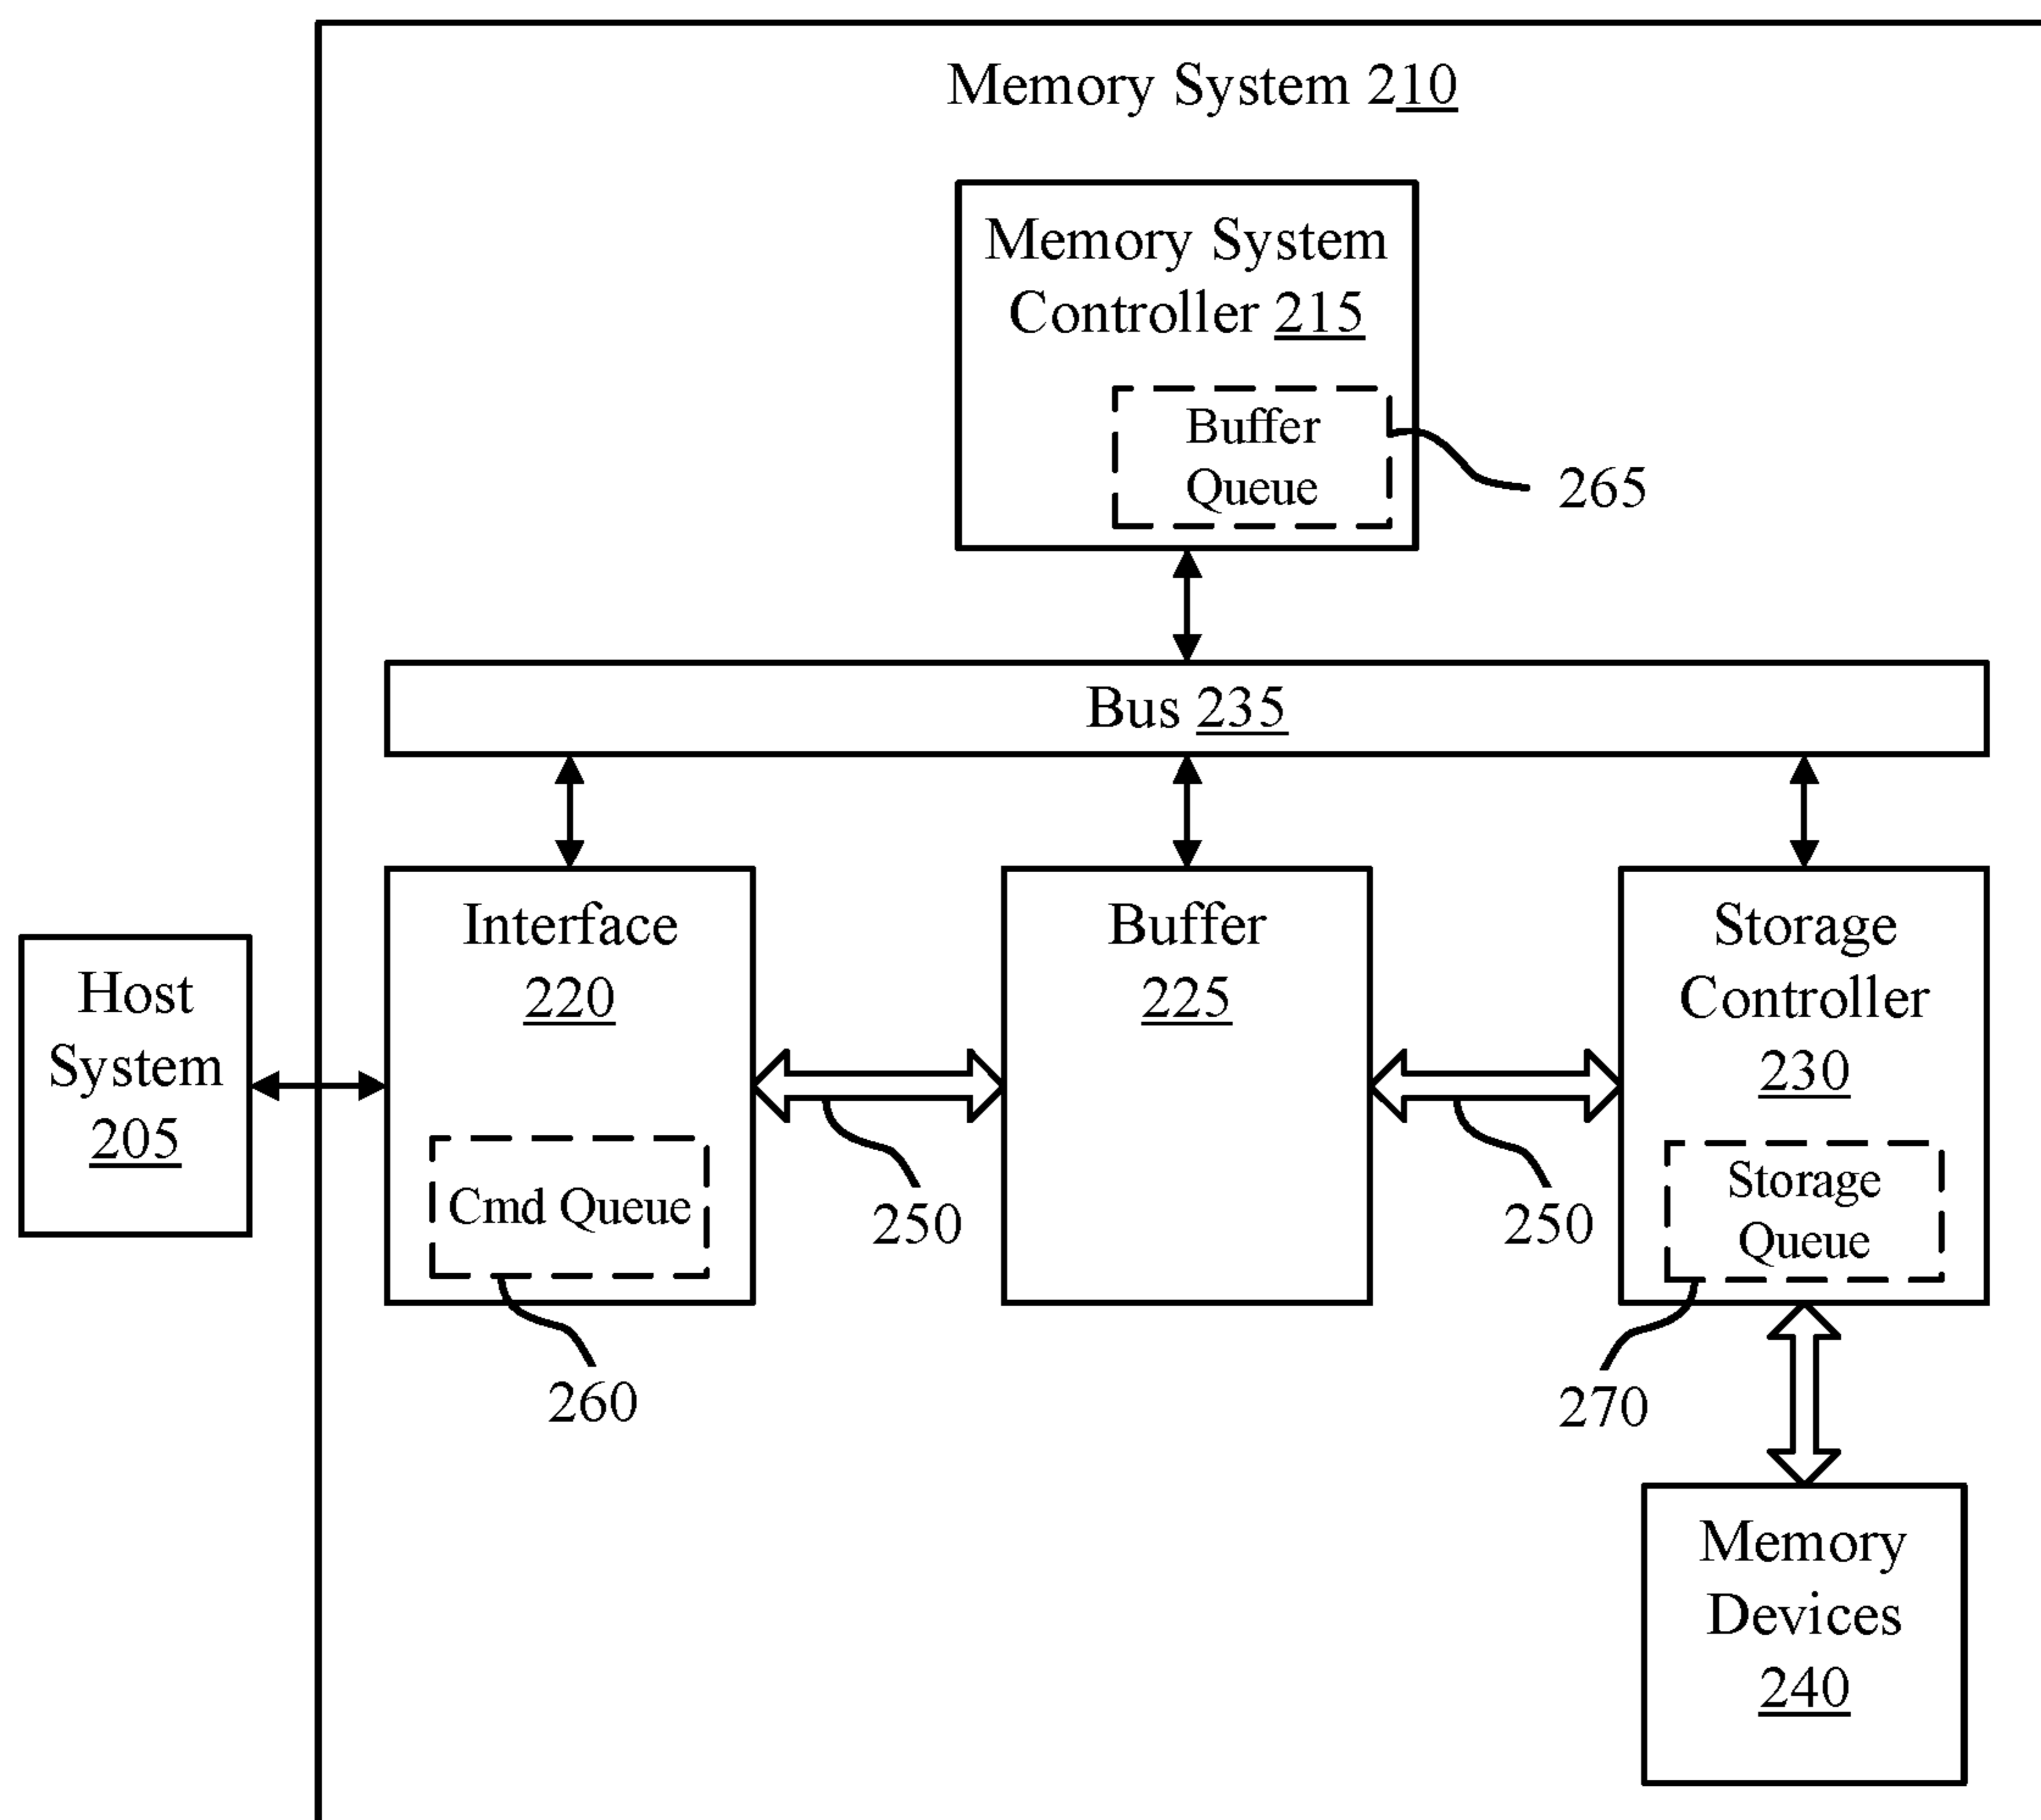 Memory System 210
Memory System
Controller 215
Buffer
Queue
265
Bus 235
Host
System
205
Interface
220
Cmd Queue
260
250
Buffer
225
250
Storage
Controller
230
Storage
Queue
270
Memory
Devices
240